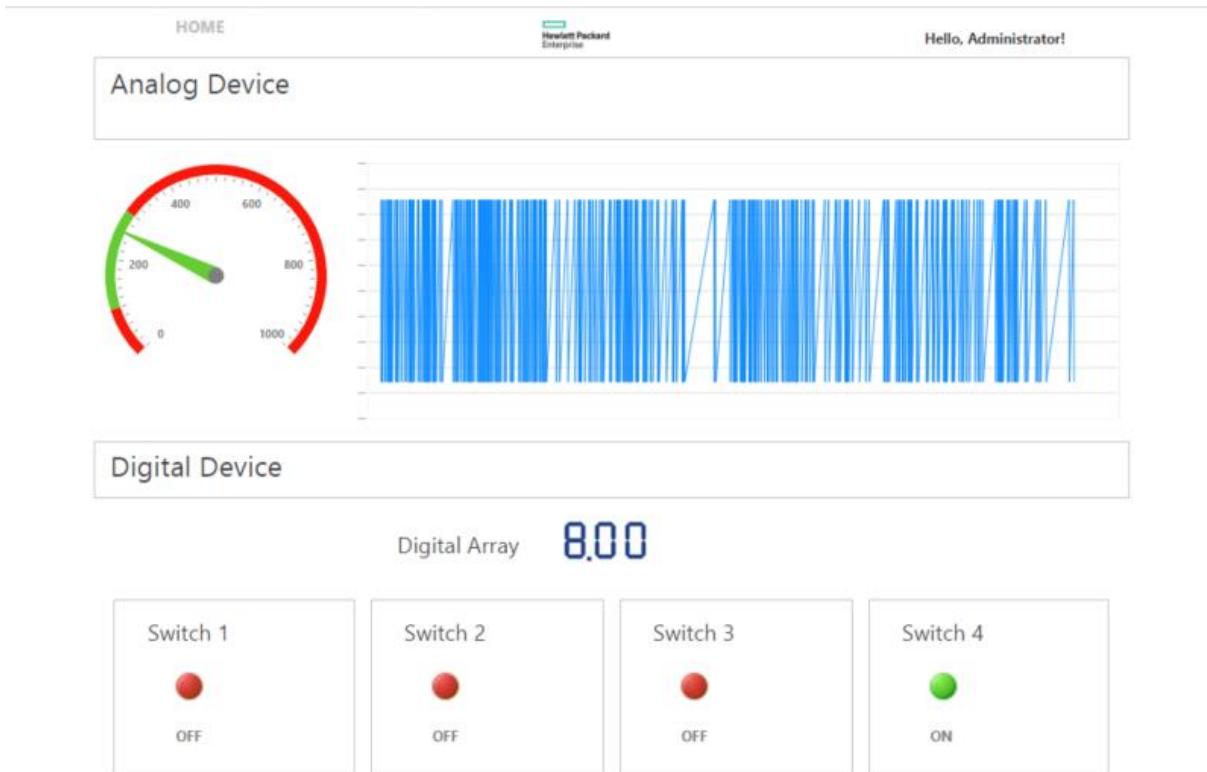 HOME
Hewlett Packard
Enterprise
Hello, Administrator!
Analog Device
400 600
200 800
0 1000
Digital Device
Digital Array 8.00
Switch 1 Switch 2 Switch 3 Switch 4
OFF OFF OFF ON